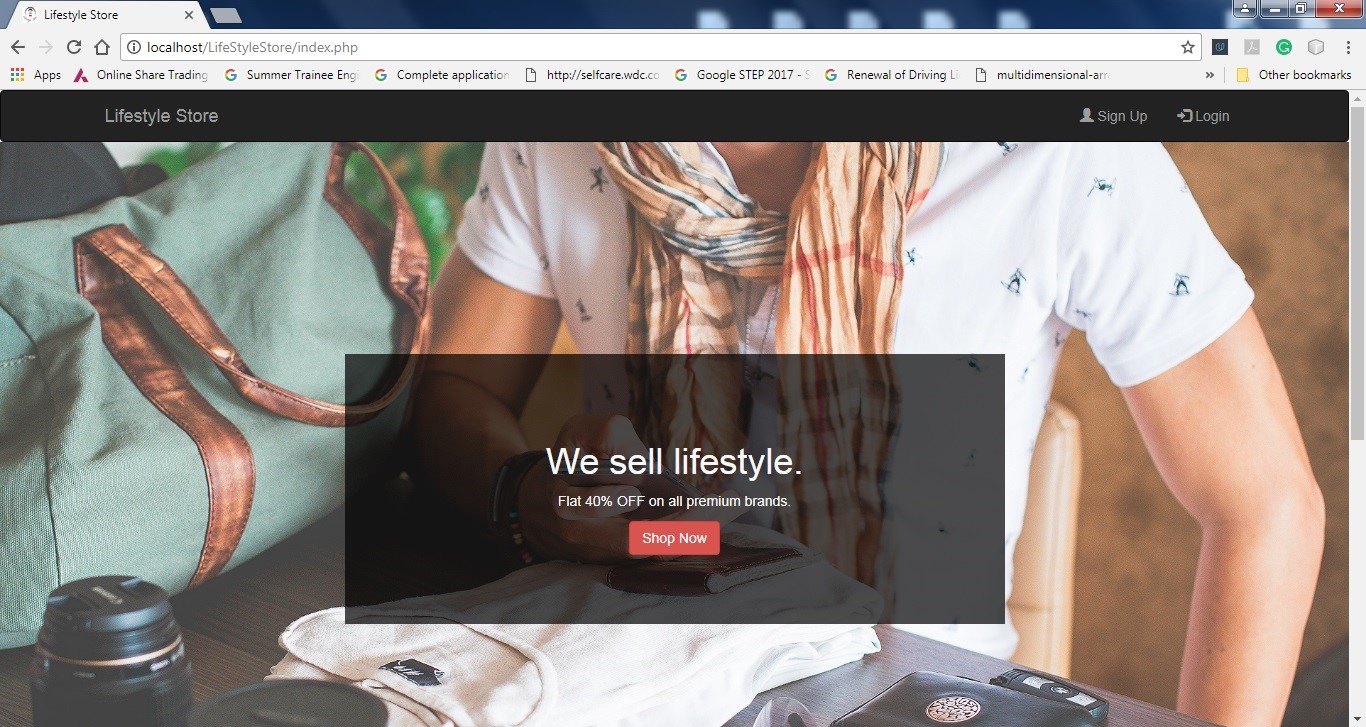 Lifestyle Store
localhost/LifeStyleStore/index.php
Apps Online Share Trading Summer Trainee Eng Complete application http://selfcare.wdc.co Google STEP 2017 - S Renewal of Driving Li multidimensional-arr » Other bookmarks
Lifestyle Store Sign Up Login
We sell lifestyle.
Flat 40% OFF on all premium brands.
Shop Now